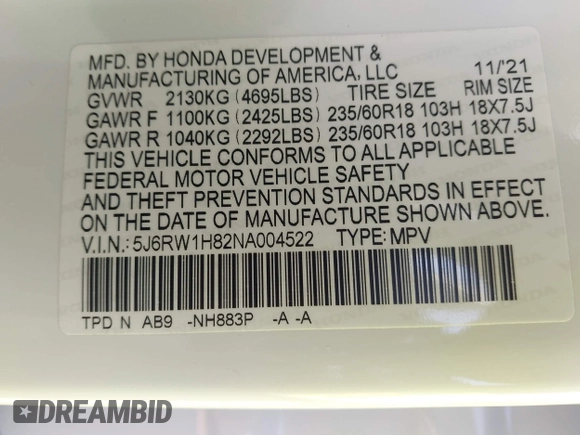 MFD. BY HONDA DEVELOPMENT &
MANUFACTURING OF AMERICA, LLC 11/'21
GVWR 2130KG (4695LBS) TIRE SIZE RIM SIZE
GAWR F 1100KG (2425LBS) 235/60R18 103H 18X7.5J
GAWR R 1040KG (2292LBS) 235/60R18 103H 18X7.5J
THIS VEHICLE CONFORMS TO ALL APPLICABLE
FEDERAL MOTOR VEHICLE SAFETY
AND THEFT PREVENTION STANDARDS IN EFFECT
ON THE DATE OF MANUFACTURE SHOWN ABOVE.
V.I.N.: 5J6RW1H82NA004522 TYPE: MPV
TPD N AB9 -NH883P -A -A
DREAMBID